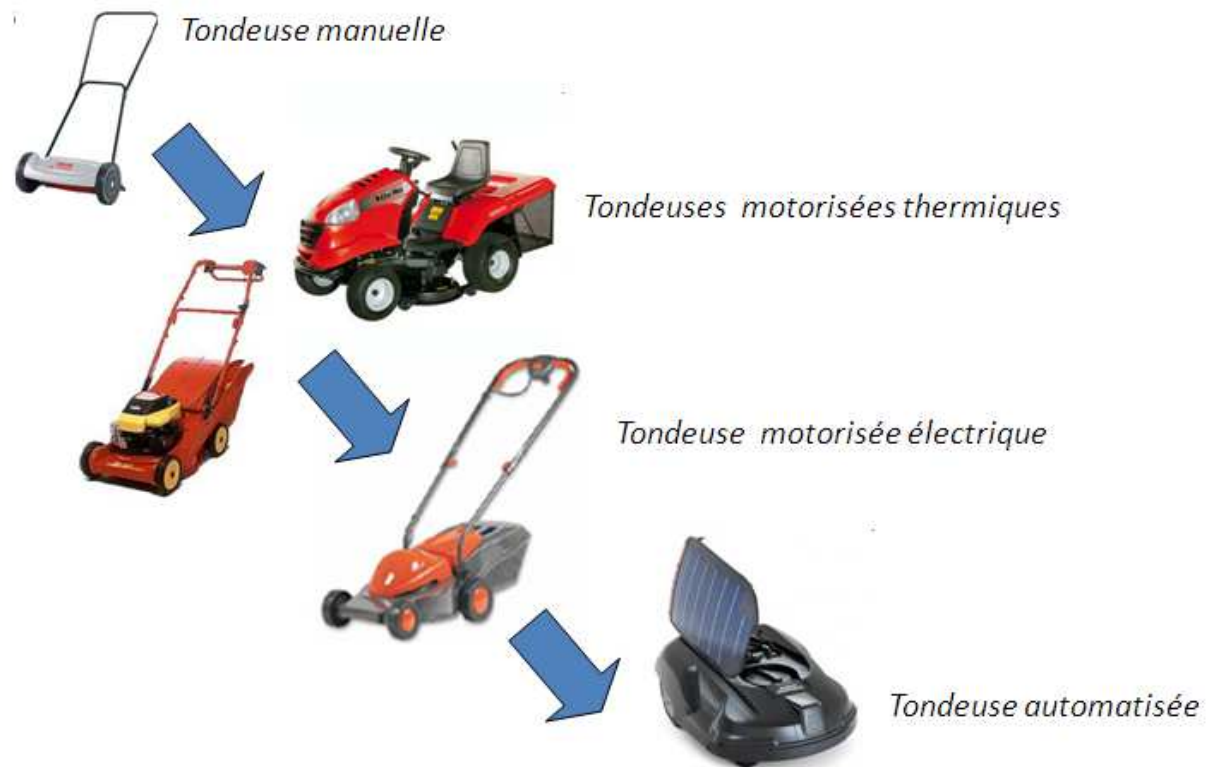 Tondeuse manuelle
Tondeuses motorisées thermiques
Tondeuse motorisée électrique
Tondeuse automatisée